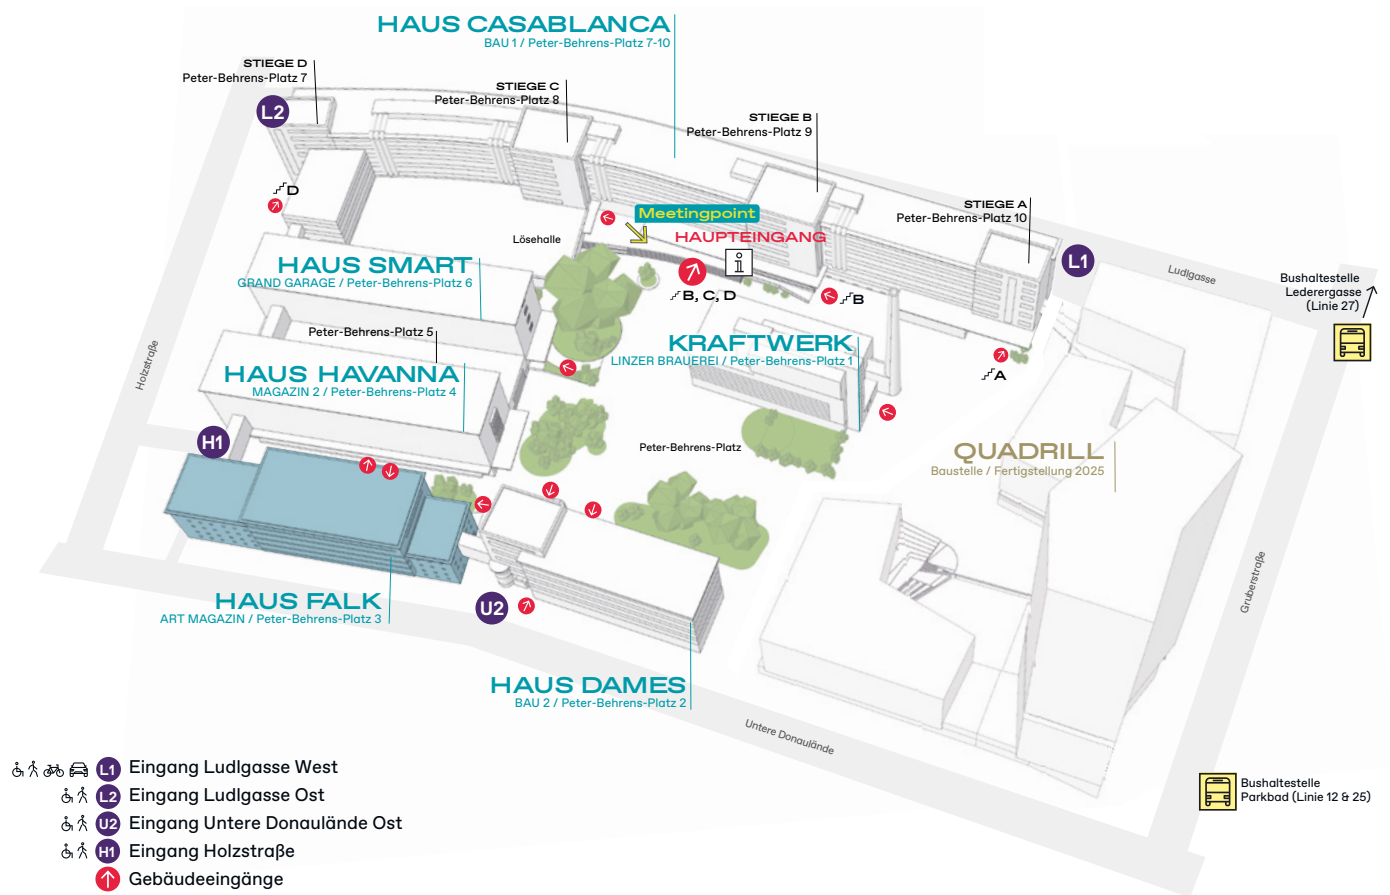 HAUS CASABLANCA
BAU 1 / Peter-Behrens-Platz 7-10
STIEGE D
Peter-Behrens-Platz 7
STIEGE C
Peter-Behrens-Platz 8
L2
STIEGE B
Peter-Behrens-Platz 9
D
STIEGE A
Peter-Behrens-Platz 10
Meetingpoint
Lösehalle
HAUPTEINGANG
i
L1
Ludlgasse
HAUS SMART
GRAND GARAGE / Peter-Behrens-Platz 6
B, C, D
B
Bushaltestelle
Lederergasse
(Linie 27)
Peter-Behrens-Platz 5
KRAFTWERK
LINZER BRAUEREI / Peter-Behrens-Platz 1
Holzstraße
HAUS HAVANNA
MAGAZIN 2 / Peter-Behrens-Platz 4
A
H1
Peter-Behrens-Platz
QUADRILL
Baustelle / Fertigstellung 2025
Gruberstraße
HAUS FALK
ART MAGAZIN / Peter-Behrens-Platz 3
U2
HAUS DAMES
BAU 2 / Peter-Behrens-Platz 2
Untere Donaulände
L1 Eingang Ludlgasse West
L2 Eingang Ludlgasse Ost
U2 Eingang Untere Donaulände Ost
H1 Eingang Holzstraße
Gebäudeeingänge
Bushaltestelle
Parkbad (Linie 12 & 25)